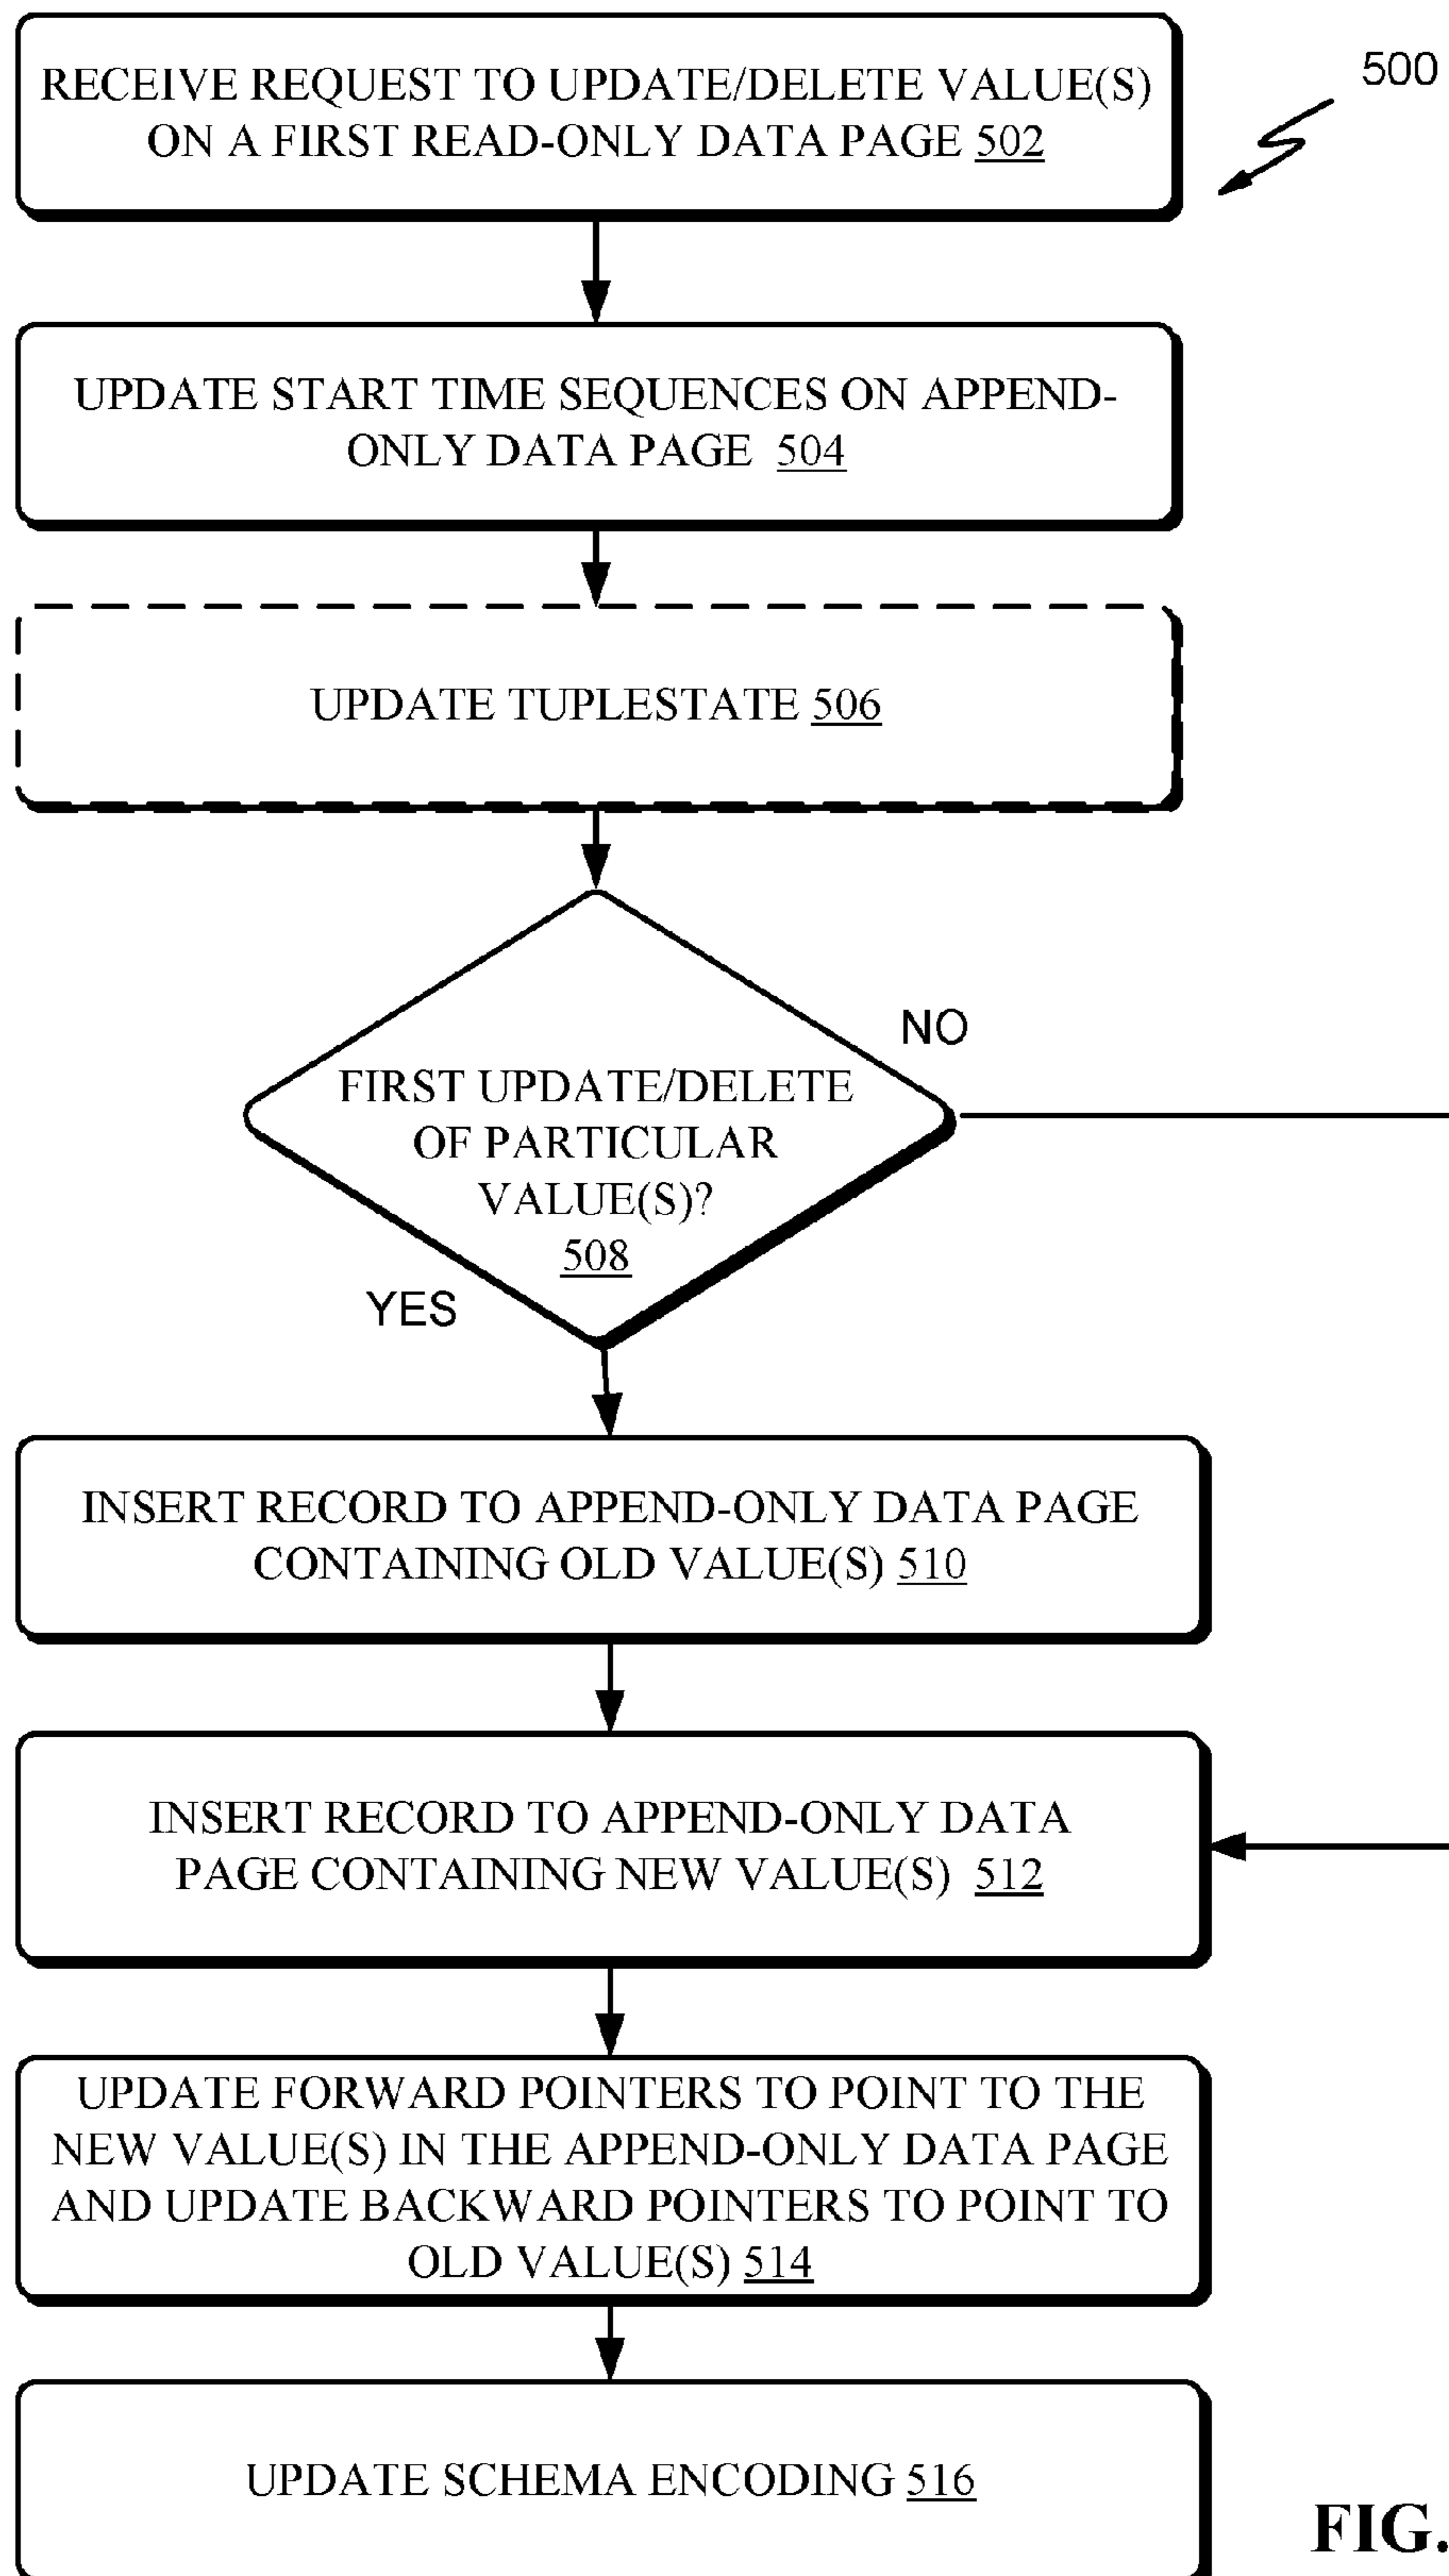 RECEIVE REQUEST TO UPDATE/DELETE VALUE(S)
ON A FIRST READ-ONLY DATA PAGE 502
500
UPDATE START TIME SEQUENCES ON APPEND-
ONLY DATA PAGE 504
UPDATE TUPLESTATE 506
NO
FIRST UPDATE/DELETE
OF PARTICULAR
VALUE(S)?
508
YES
INSERT RECORD TO APPEND-ONLY DATA PAGE
CONTAINING OLD VALUE(S) 510
INSERT RECORD TO APPEND-ONLY DATA
PAGE CONTAINING NEW VALUE(S) 512
UPDATE FORWARD POINTERS TO POINT TO THE
NEW VALUE(S) IN THE APPEND-ONLY DATA PAGE
AND UPDATE BACKWARD POINTERS TO POINT TO
OLD VALUE(S) 514
UPDATE SCHEMA ENCODING 516
FIG.